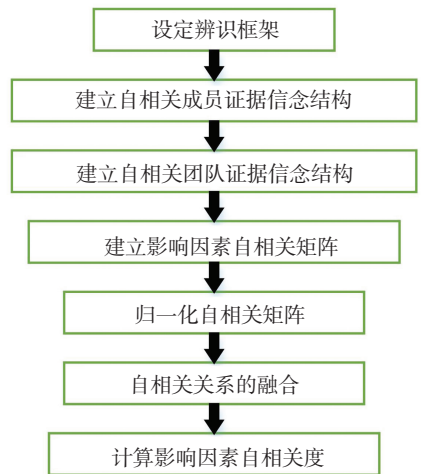 设定辨识框架
建立自相关成员证据信念结构
建立自相关团队证据信念结构
建立影响因素自相关矩阵
归一化自相关矩阵
自相关关系的融合
计算影响因素自相关度